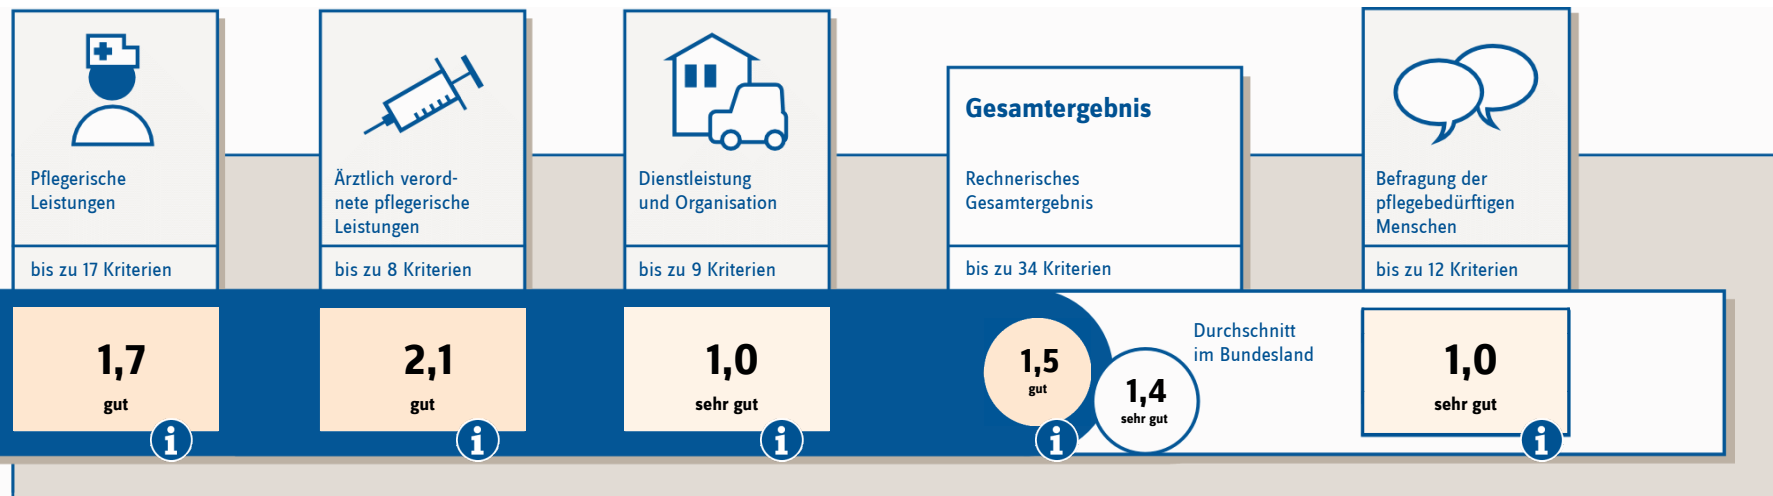 Pflegerische
Leistungen
bis zu 17 Kriterien
1,7
gut
Ärztlich verord-
nete pflegerische
Leistungen
bis zu 8 Kriterien
2,1
gut
Dienstleistung
und Organisation
bis zu 9 Kriterien
1,0
sehr gut
Gesamtergebnis
Rechnerisches
Gesamtergebnis
bis zu 34 Kriterien
1,5
gut
1,4
sehr gut
Durchschnitt
im Bundesland
Befragung der
pflegebedürftigen
Menschen
bis zu 12 Kriterien
1,0
sehr gut